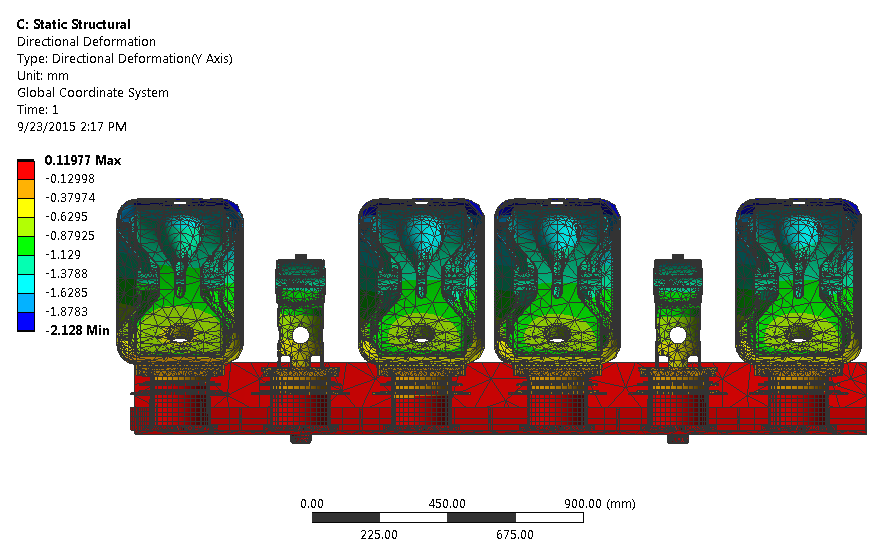 C: Static Structural
Directional Deformation
Type: Directional Deformation(Y Axis)
Unit: mm
Global Coordinate System
Time: 1
9/23/2015 2:17 PM
0.11977 Max
-0.12998
-0.37974
-0.6295
-0.87925
-1.129
-1.3788
-1.6285
-1.8783
-2.128 Min
0.00 450.00 900.00 (mm)
225.00 675.00